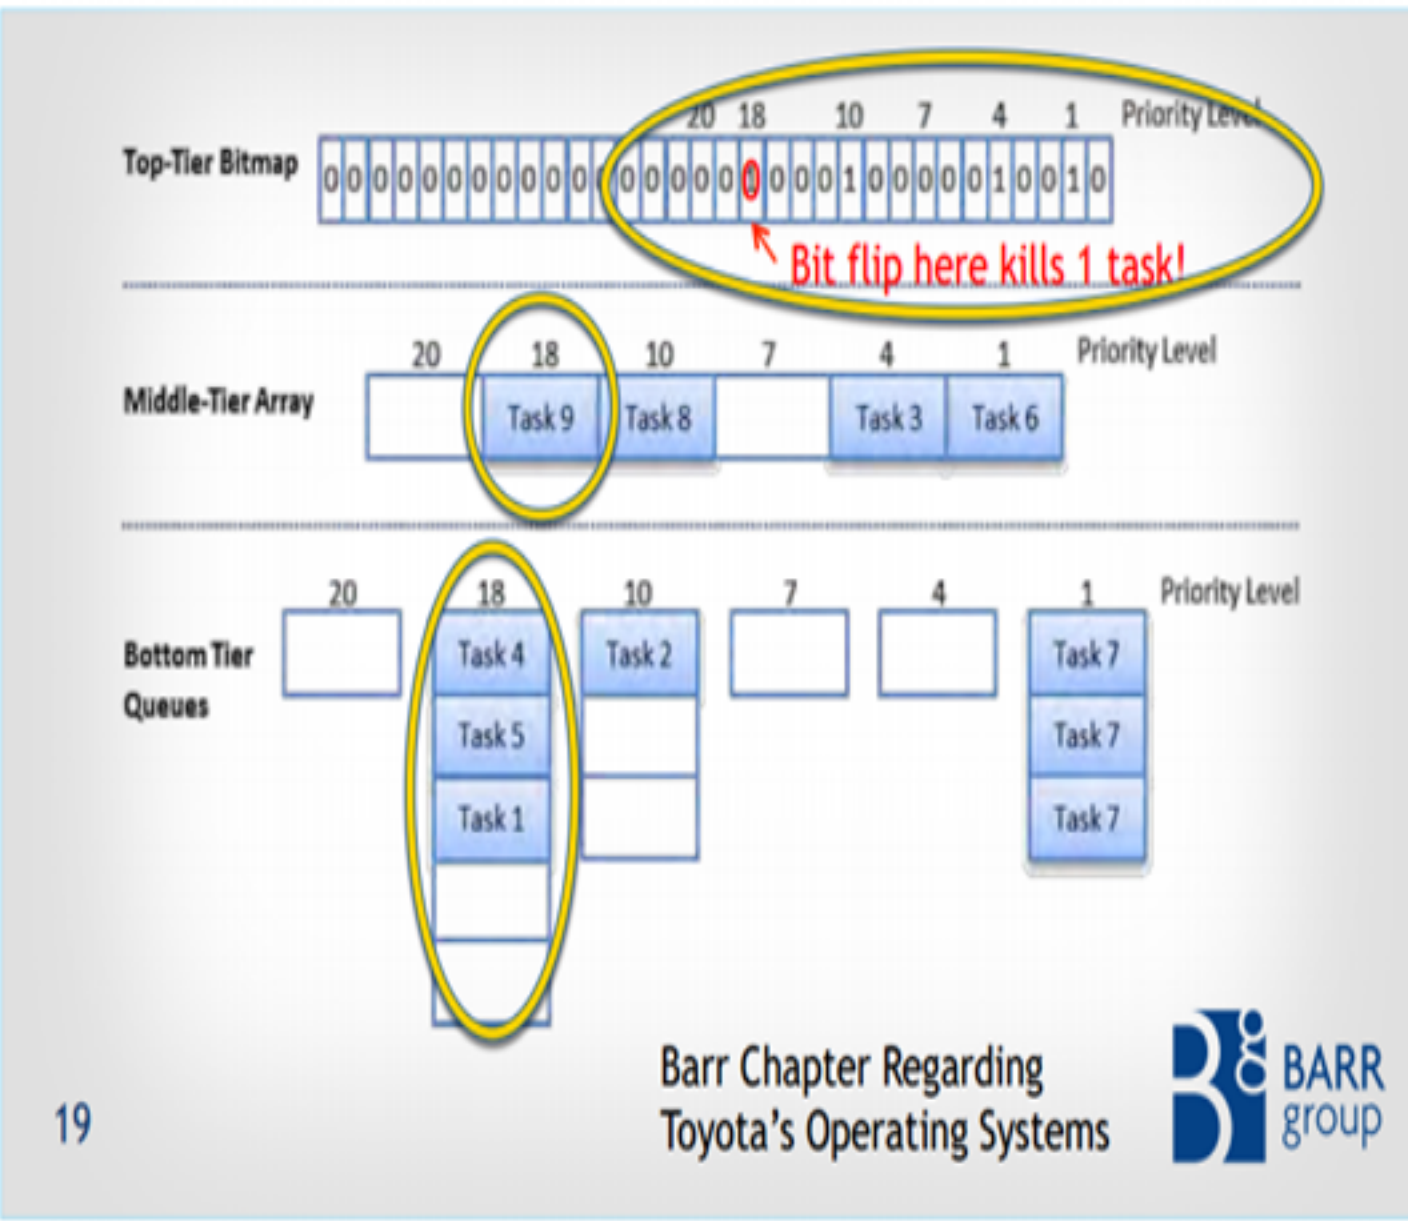 20 18 10 7 4 1 Priority Level
Top-Tier Bitmap 0 0 0 0 0 0 0 0 0 0 0 0 0 0 0 0 0 0 0 0 0 1 0 0 0 0 0 1 0 0 1 0
Bit flip here kills 1 task!
20 18 10 7 4 1 Priority Level
Middle-Tier Array Task 9 Task 8 Task 3 Task 6
20 18 10 7 4 1 Priority Level
Bottom Tier Task 4 Task 2 Task 7
Queues
Task 5 Task 7
Task 1 Task 7
Barr Chapter Regarding
Toyota's Operating Systems
BARR
group
19